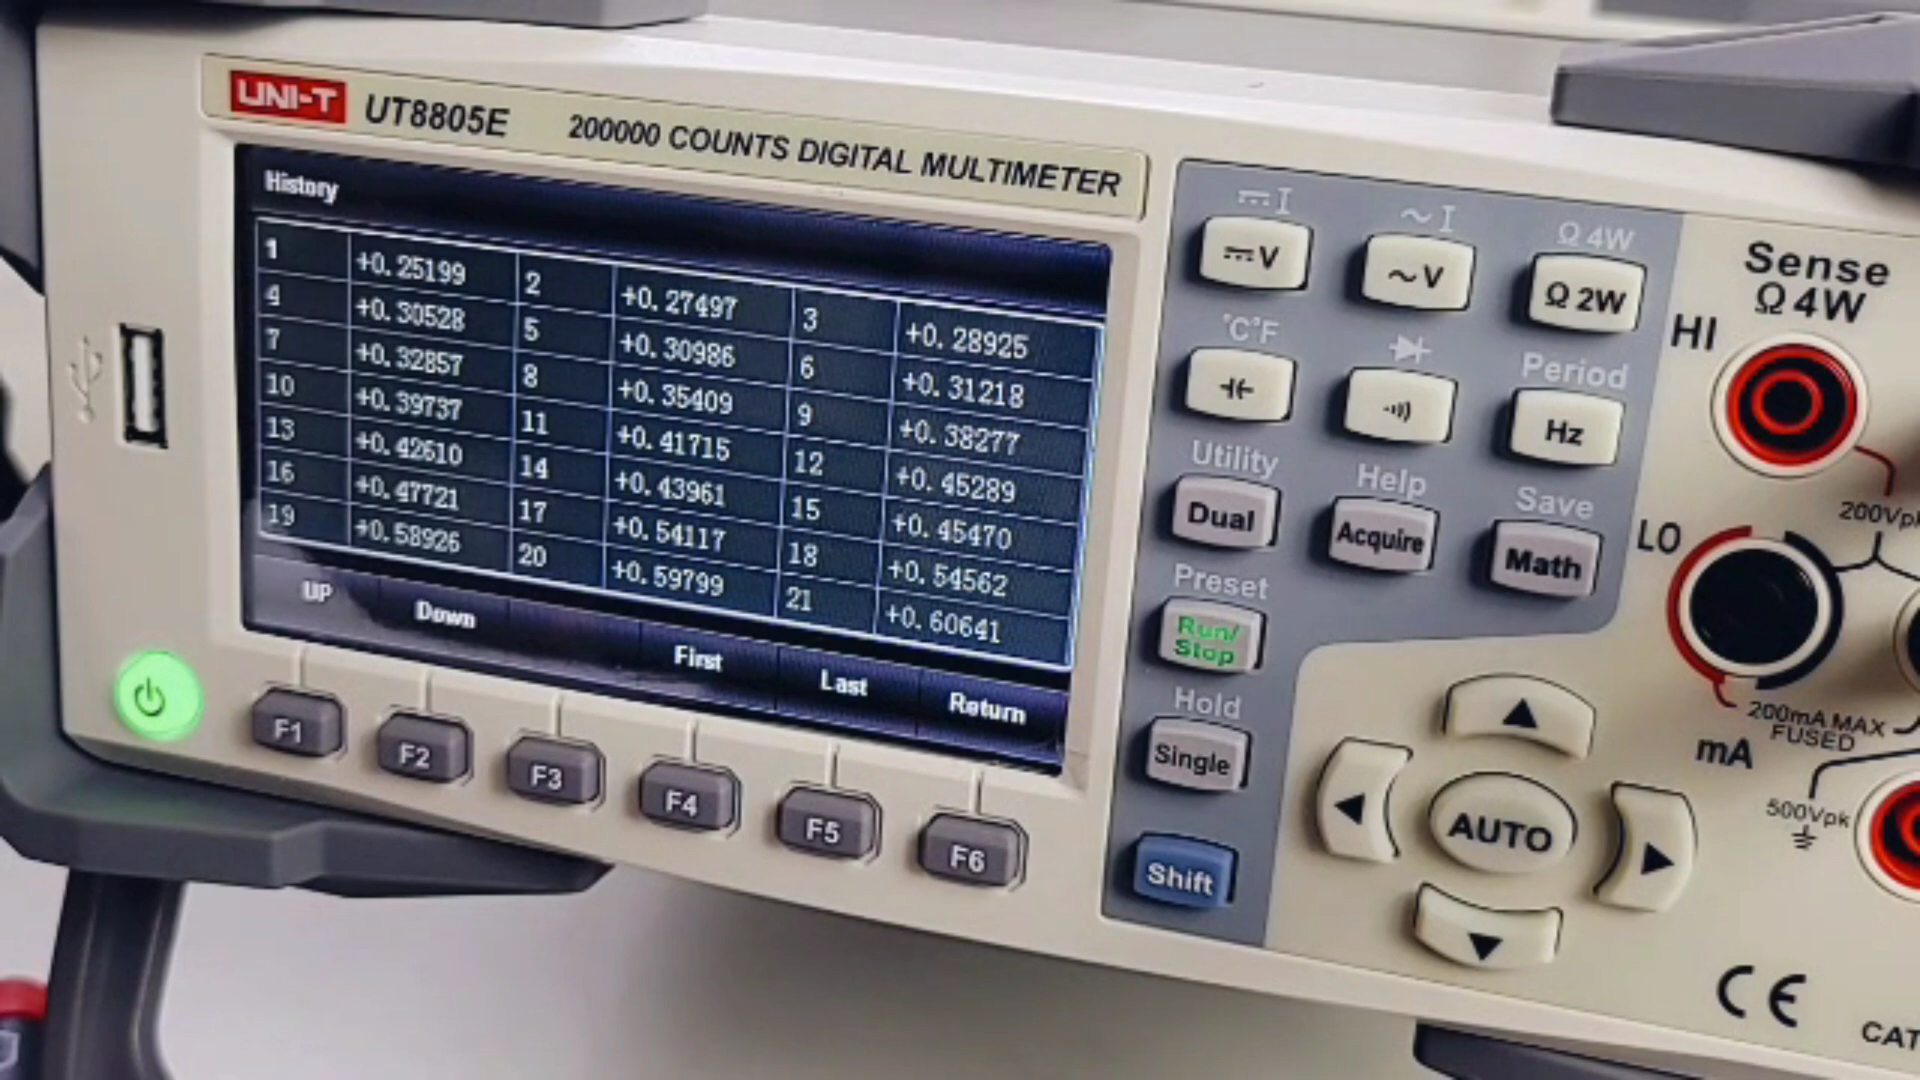 UNI-T UT8805E 200000 COUNTS DIGITAL MULTIMETER
History
1 +0.25199 2 +0.27497 3 +0.28925
4 +0.30528 5 +0.30986 6 +0.31218
7 +0.32857 8 +0.35409 9 +0.38277
10 +0.39737 11 +0.41715 12 +0.45289
13 +0.42610 14 +0.43961 15 +0.45470
16 +0.47721 17 +0.54117 18 +0.54562
19 +0.58926 20 +0.59799 21 +0.60641
UP Down First Last Return
F1 F2 F3 F4 F5 F6
⎓I ~I Ω 4W
⎓V ~V Ω 2W
°C°F Period
Hz
Utility Help Save
Dual Acquire Math
Preset
Run/
Stop
Hold
Single
Shift
AUTO
Sense
Ω 4W
HI
200Vpk
LO
200mA MAX
FUSED
mA
500Vpk
CE
CAT